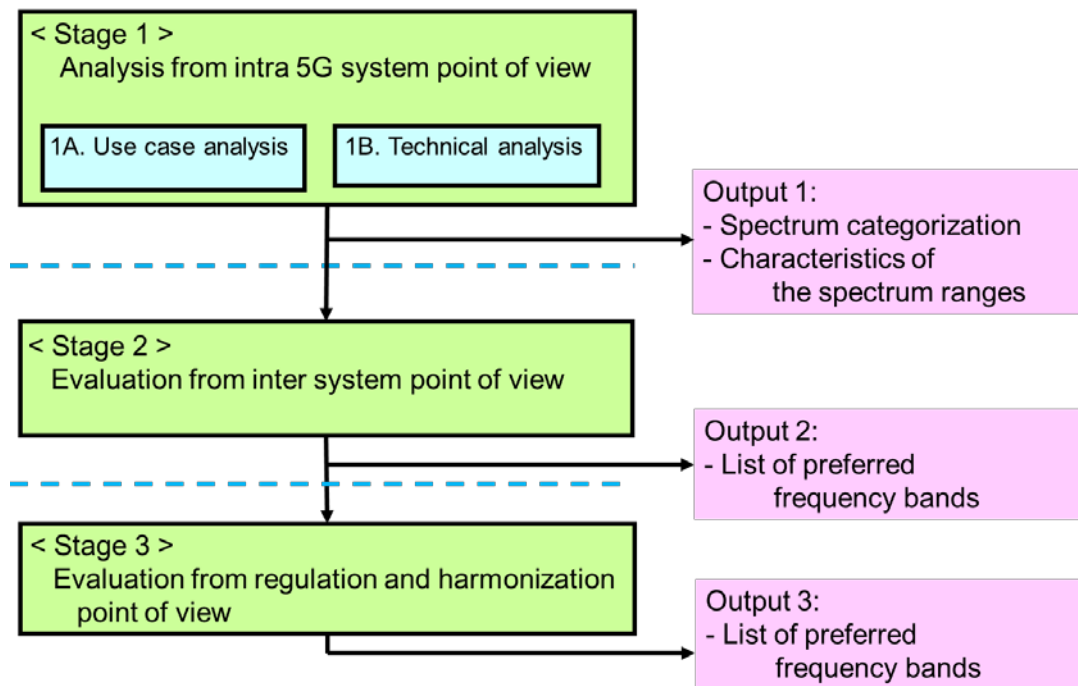 < Stage 1 >
Analysis from intra 5G system point of view
1A. Use case analysis
1B. Technical analysis
Output 1:
- Spectrum categorization
- Characteristics of
the spectrum ranges
< Stage 2 >
Evaluation from inter system point of view
Output 2:
- List of preferred
frequency bands
< Stage 3 >
Evaluation from regulation and harmonization
point of view
Output 3:
- List of preferred
frequency bands